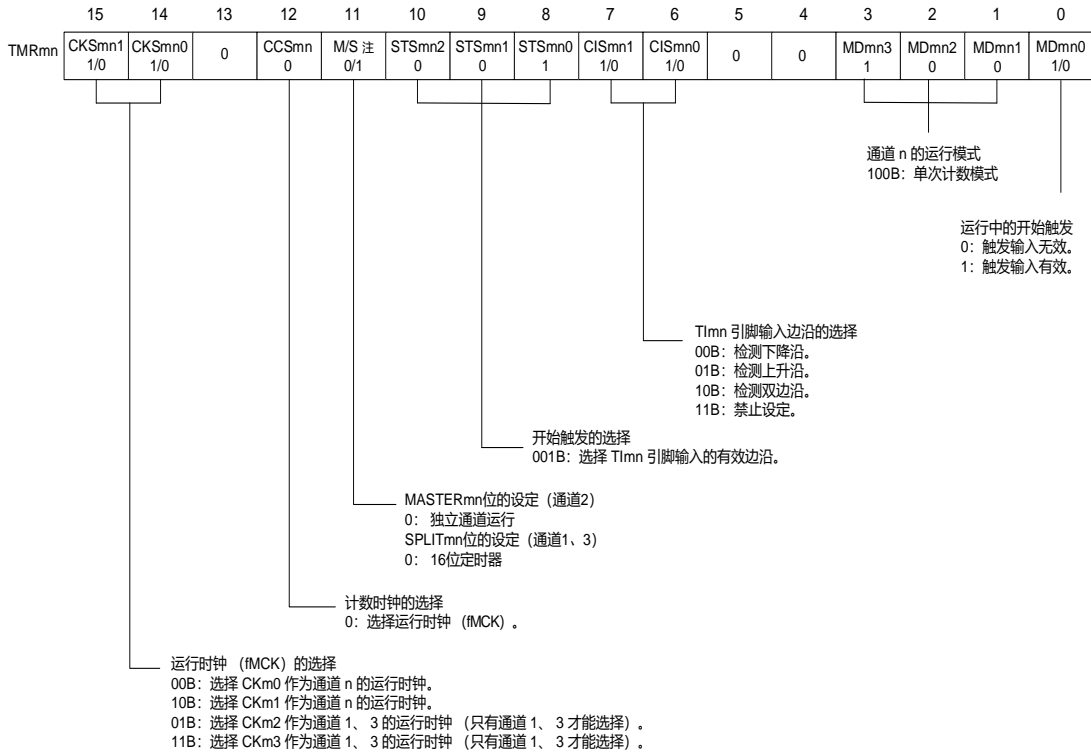 15 14 13 12 11 10 9 8 7 6 5 4 3 2 1 0
TMRmn CKSmn1 CKSmn0 0 CCSmn M/S 注 STSmn2 STSmn1 STSmn0 CISmn1 CISmn0 0 0 MDmn3 MDmn2 MDmn1 MDmn0
1/0 1/0 0 0/1 0 0 1 1/0 1/0 1 0 0 1/0
通道 n 的运行模式
100B：单次计数模式
运行中的开始触发
0：触发输入无效。
1：触发输入有效。
TImn 引脚输入边沿的选择
00B：检测下降沿。
01B：检测上升沿。
10B：检测双边沿。
11B：禁止设定。
开始触发的选择
001B：选择 TImn 引脚输入的有效边沿。
MASTERmn位的设定（通道2）
0： 独立通道运行
SPLITmn位的设定（通道1、3）
0： 16位定时器
计数时钟的选择
0：选择运行时钟 （fMCK）。
运行时钟 （fMCK）的选择
00B：选择 CKm0 作为通道 n 的运行时钟。
10B：选择 CKm1 作为通道 n 的运行时钟。
01B：选择 CKm2 作为通道 1、 3 的运行时钟 （只有通道 1、 3 才能选择）。
11B：选择 CKm3 作为通道 1、 3 的运行时钟 （只有通道 1、 3 才能选择）。